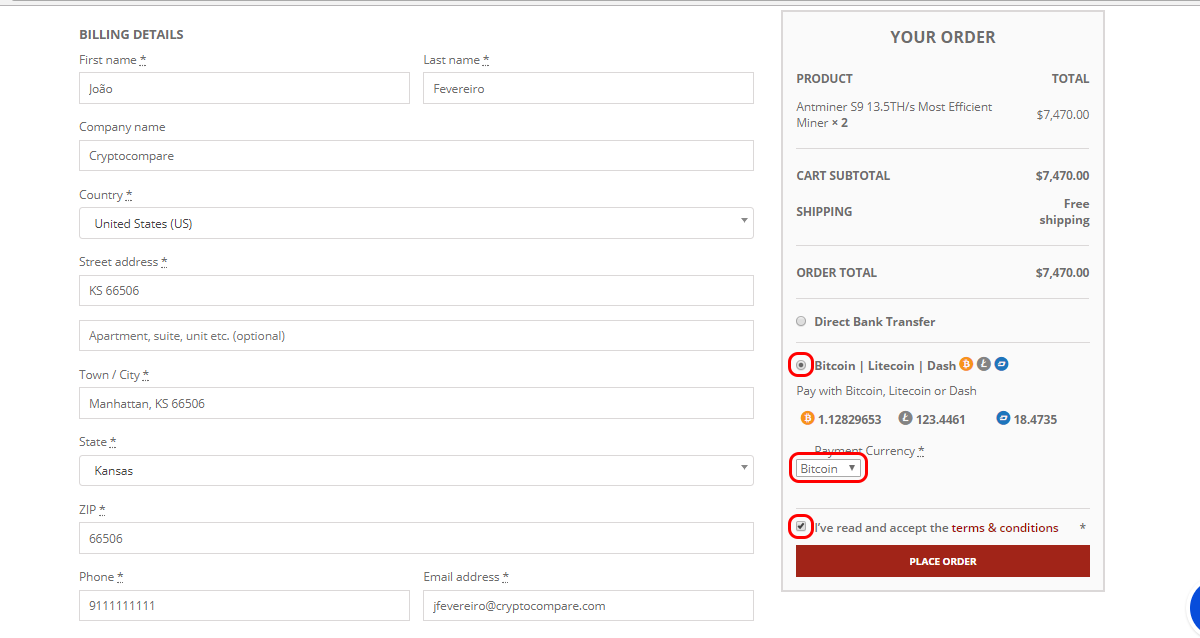 BILLING DETAILS
First name *
Last name *
João
Fevereiro
Company name
Cryptocompare
Country *
United States (US)
Street address *
KS 66506
Apartment, suite, unit etc. (optional)
Town / City *
Manhattan, KS 66506
State *
Kansas
ZIP *
66506
Phone *
Email address *
9111111111
jfevereiro@cryptocompare.com
YOUR ORDER
PRODUCT
TOTAL
Antminer S9 13.5TH/s Most Efficient
Miner × 2
$7,470.00
CART SUBTOTAL
$7,470.00
SHIPPING
Free
shipping
ORDER TOTAL
$7,470.00
Direct Bank Transfer
Bitcoin | Litecoin | Dash
Pay with Bitcoin, Litecoin or Dash
1.12829653
123.4461
18.4735
Payment Currency *
Bitcoin
I've read and accept the terms & conditions *
PLACE ORDER